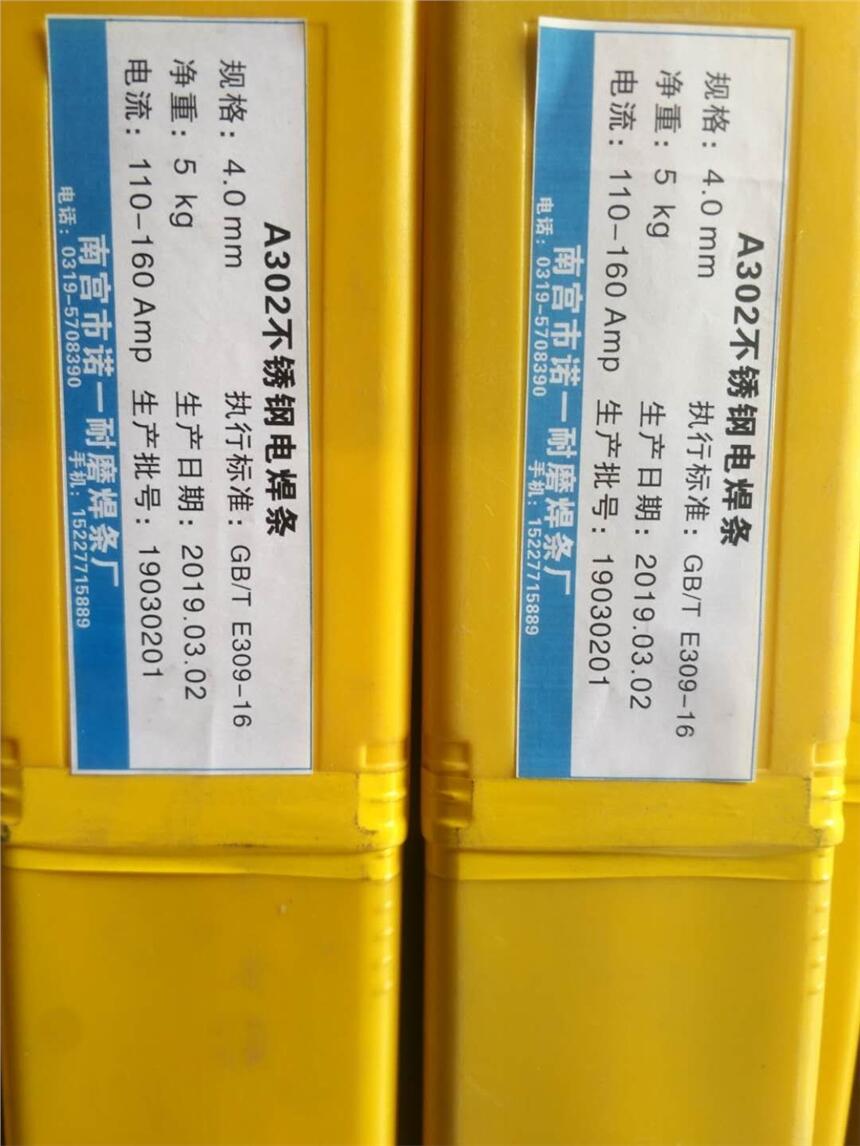 A302不锈钢电焊条
规格：4.0 mm 执行标准：GB/T E309-16
净重：5 kg 生产日期：2019.03.02
电流：110-160 Amp 生产批号：19030201
南宫市诺一耐磨焊条厂
电话：0319-5708390 手机：15227715889
A302不锈钢电焊条
规格：4.0 mm 执行标准：GB/T E309-16
净重：5 kg 生产日期：2019.03.02
电流：110-160 Amp 生产批号：19030201
南宫市诺一耐磨焊条厂
电话：0319-5708390 手机：15227715889